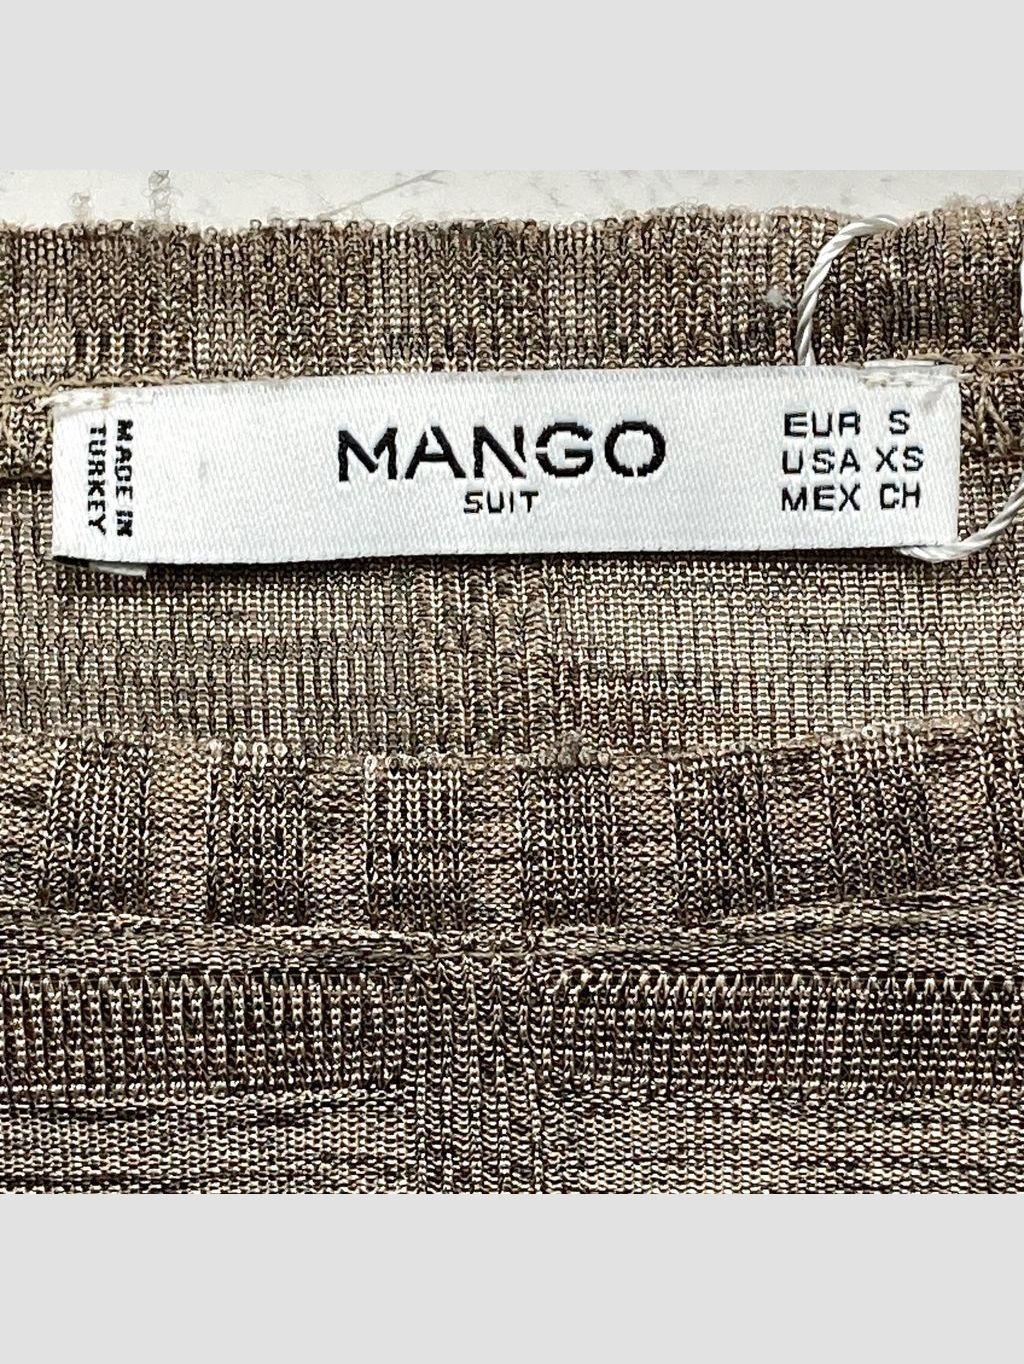 MADE IN
TURKEY
MANGO
SUIT
EUR S
USA XS
MEX CH